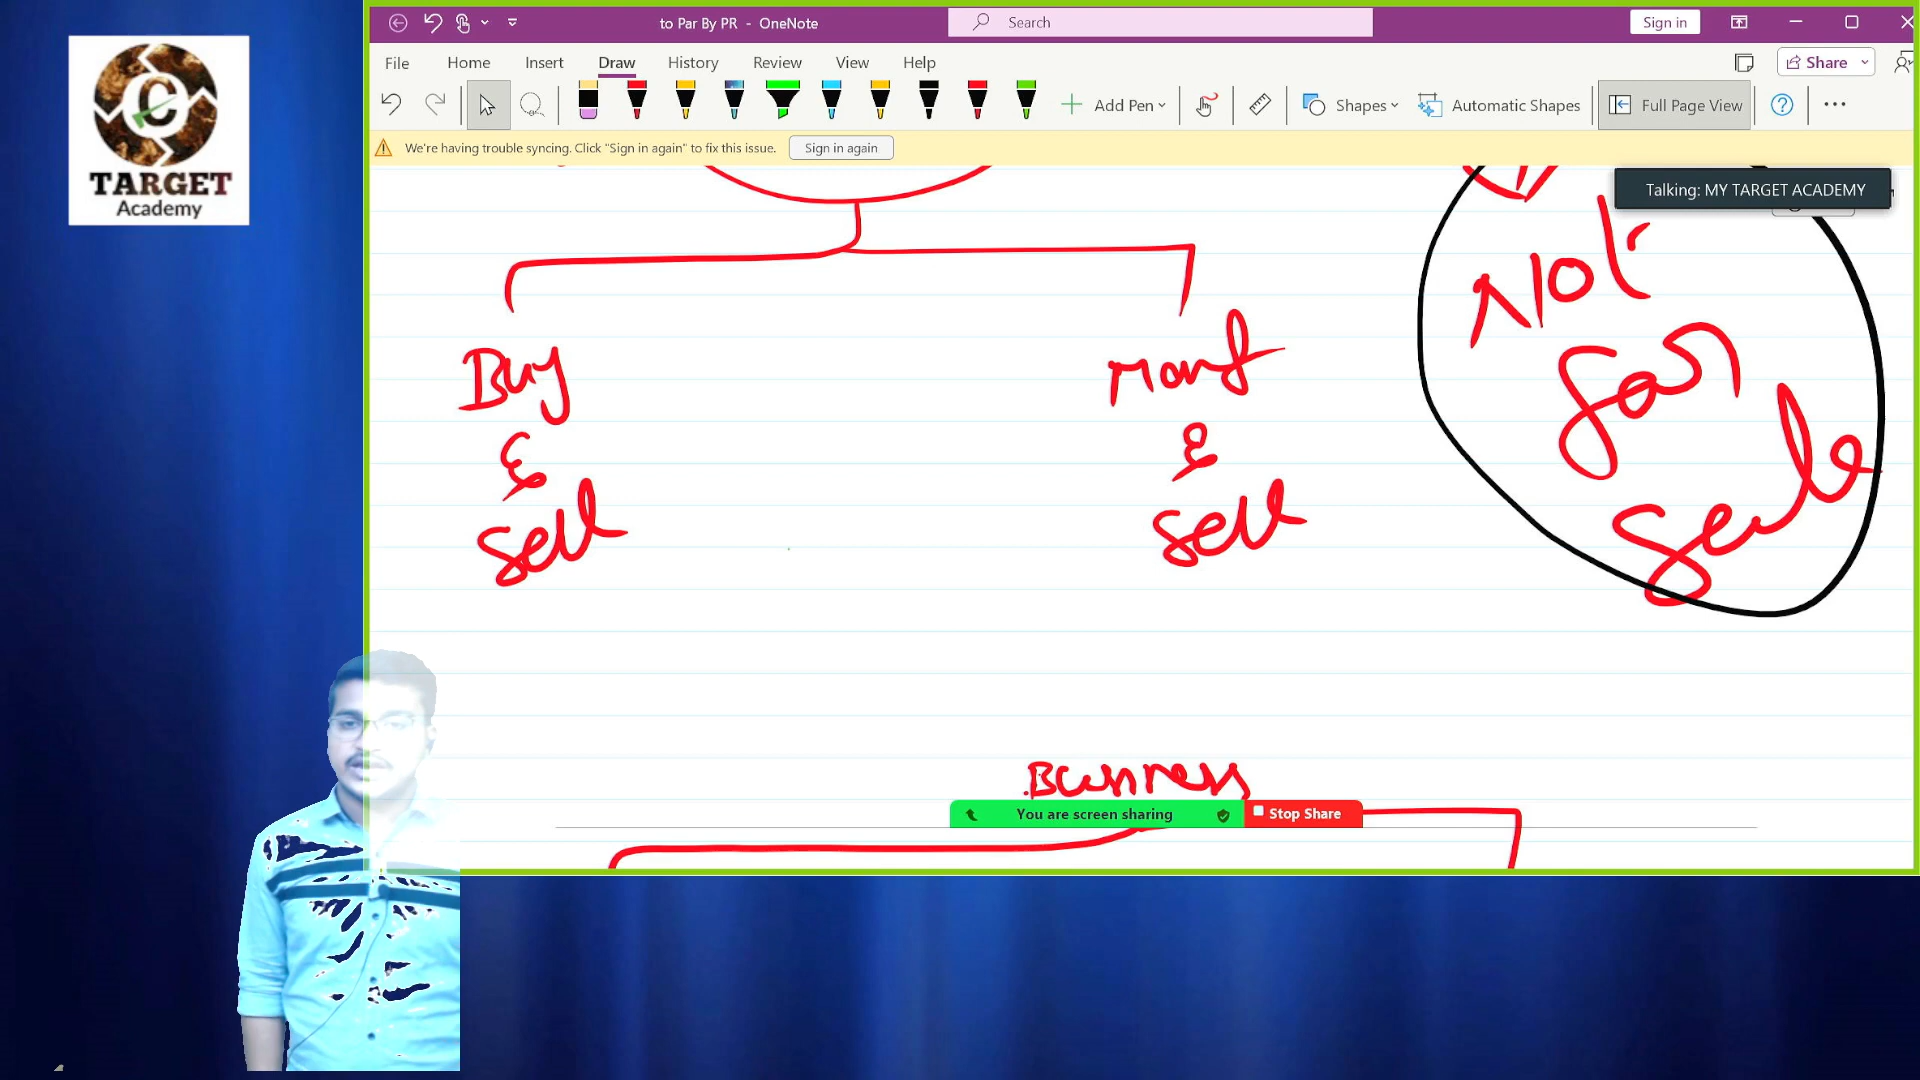 to Par By PR - OneNote
Search
Sign in
File Home Insert Draw History Review View Help
Share
Add Pen
Shapes
Automatic Shapes
Full Page View
We're having trouble syncing. Click "Sign in again" to fix this issue.
Sign in again
Talking: MY TARGET ACADEMY
C
TARGET
Academy
Buy
&
Sell
Manf
&
Sell
Not
for
Sale
Business
You are screen sharing
Stop Share